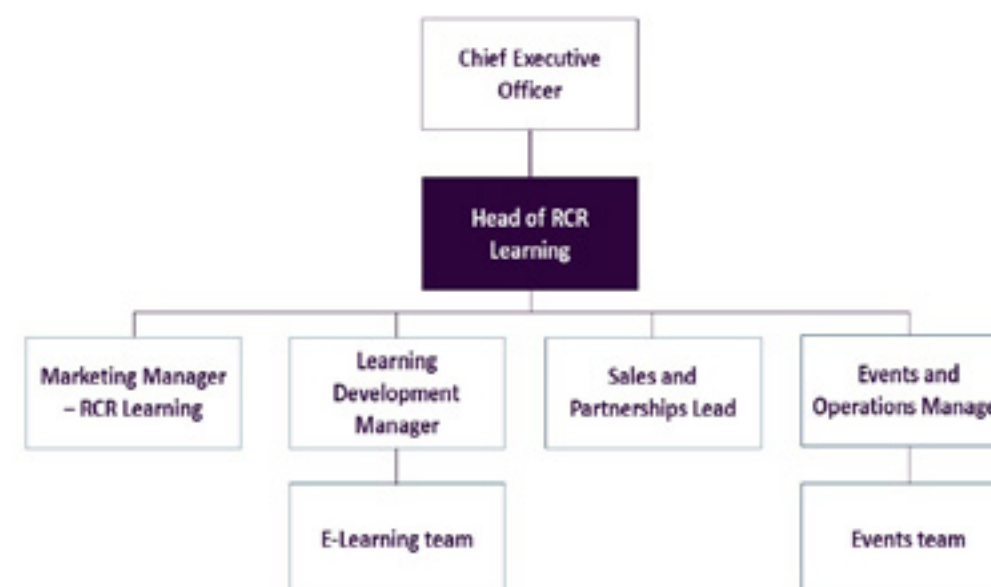 Chief Executive
Officer
Head of RCR
Learning
Marketing Manager
– RCR Learning
Learning
Development
Manager
Sales and
Partnerships Lead
Events and
Operations Manage
E-Learning team
Events team